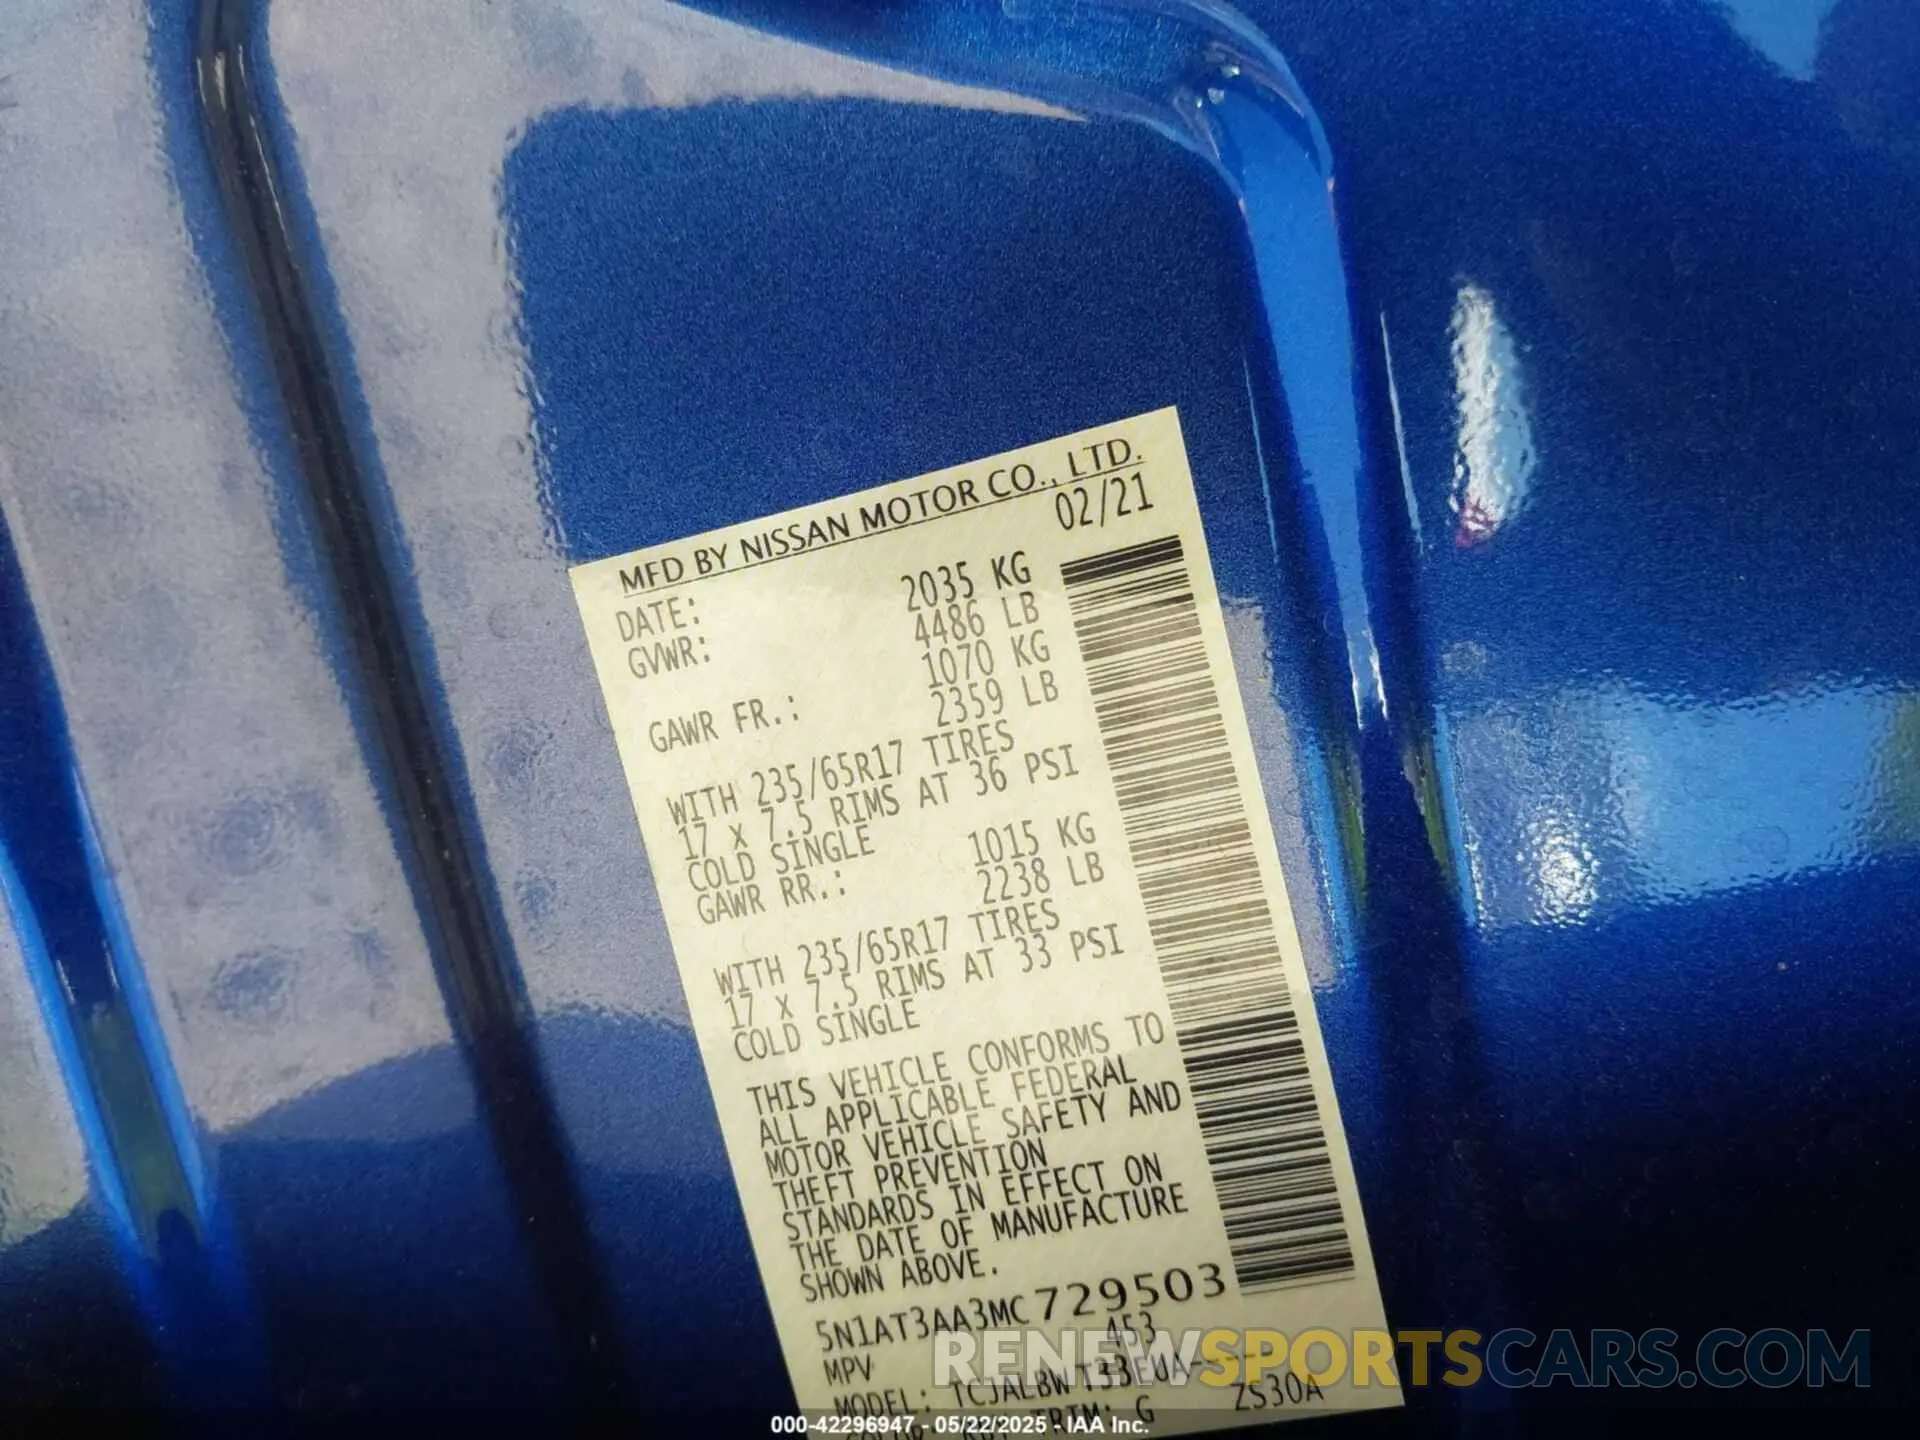 MFD BY NISSAN MOTOR CO., LTD.
DATE: 02/21
GVWR: 2035 KG
4486 LB
GAWR FR.: 1070 KG
2359 LB
WITH 235/65R17 TIRES
17 X 7.5 RIMS AT 36 PSI
COLD SINGLE
GAWR RR.: 1015 KG
2238 LB
WITH 235/65R17 TIRES
17 X 7.5 RIMS AT 33 PSI
COLD SINGLE
THIS VEHICLE CONFORMS TO
ALL APPLICABLE FEDERAL
MOTOR VEHICLE SAFETY AND
THEFT PREVENTION
STANDARDS IN EFFECT ON
THE DATE OF MANUFACTURE
SHOWN ABOVE.
5N1AT3AA3MC729503
MPV 453
MODEL: TCJALBWT33EUA-----
COLOR: TRIM: G ZS30A
RENEWSPORTSCARS.COM
000-42296947 - 05/22/2025 - IAA Inc.